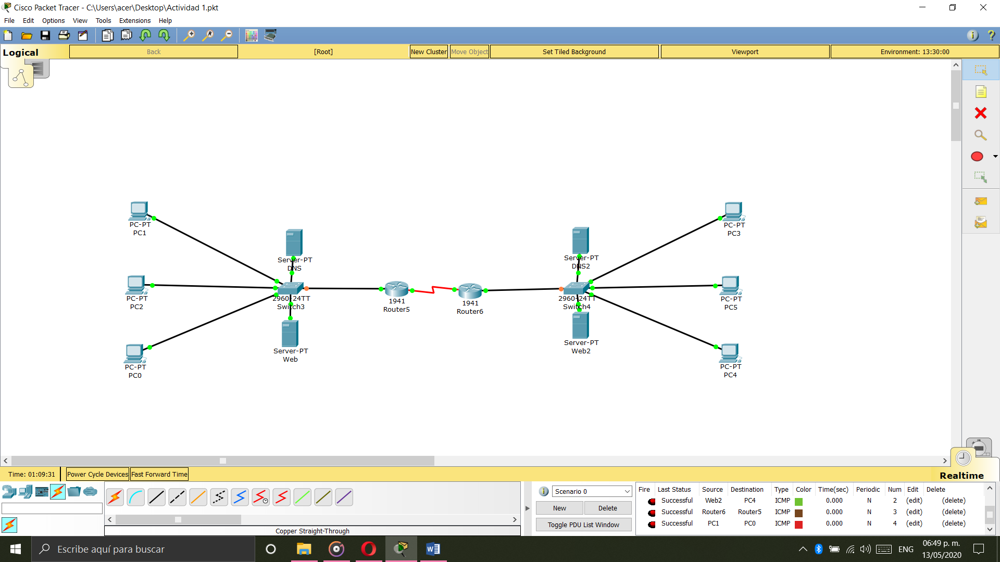 Cisco Packet Tracer - C:\Users\acer\Desktop\Actividad 1.pkt
File Edit Options View Tools Extensions Help
Logical Back [Root] New Cluster Move Object Set Tiled Background Viewport Environment: 13:30:00
PC-PT
PC1
PC-PT
PC3
Server-PT
DNS
Server-PT
DNS2
PC-PT
PC2
2960-24TT
Switch3
1941
Router5
1941
Router6
2960-24TT
Switch4
PC-PT
PC5
Server-PT
Web
Server-PT
Web2
PC-PT
PC0
PC-PT
PC4
Time: 01:09:31 Power Cycle Devices Fast Forward Time
Realtime
Scenario 0
New Delete
Toggle PDU List Window
Fire Last Status Source Destination Type Color Time(sec) Periodic Num Edit Delete
Successful Web2 PC4 ICMP 0.000 N 2 (edit) (delete)
Successful Router6 Router5 ICMP 0.000 N 3 (edit) (delete)
Successful PC1 PC0 ICMP 0.000 N 4 (edit) (delete)
Copper Straight-Through
Escribe aquí para buscar
ENG
06:49 p. m.
13/05/2020